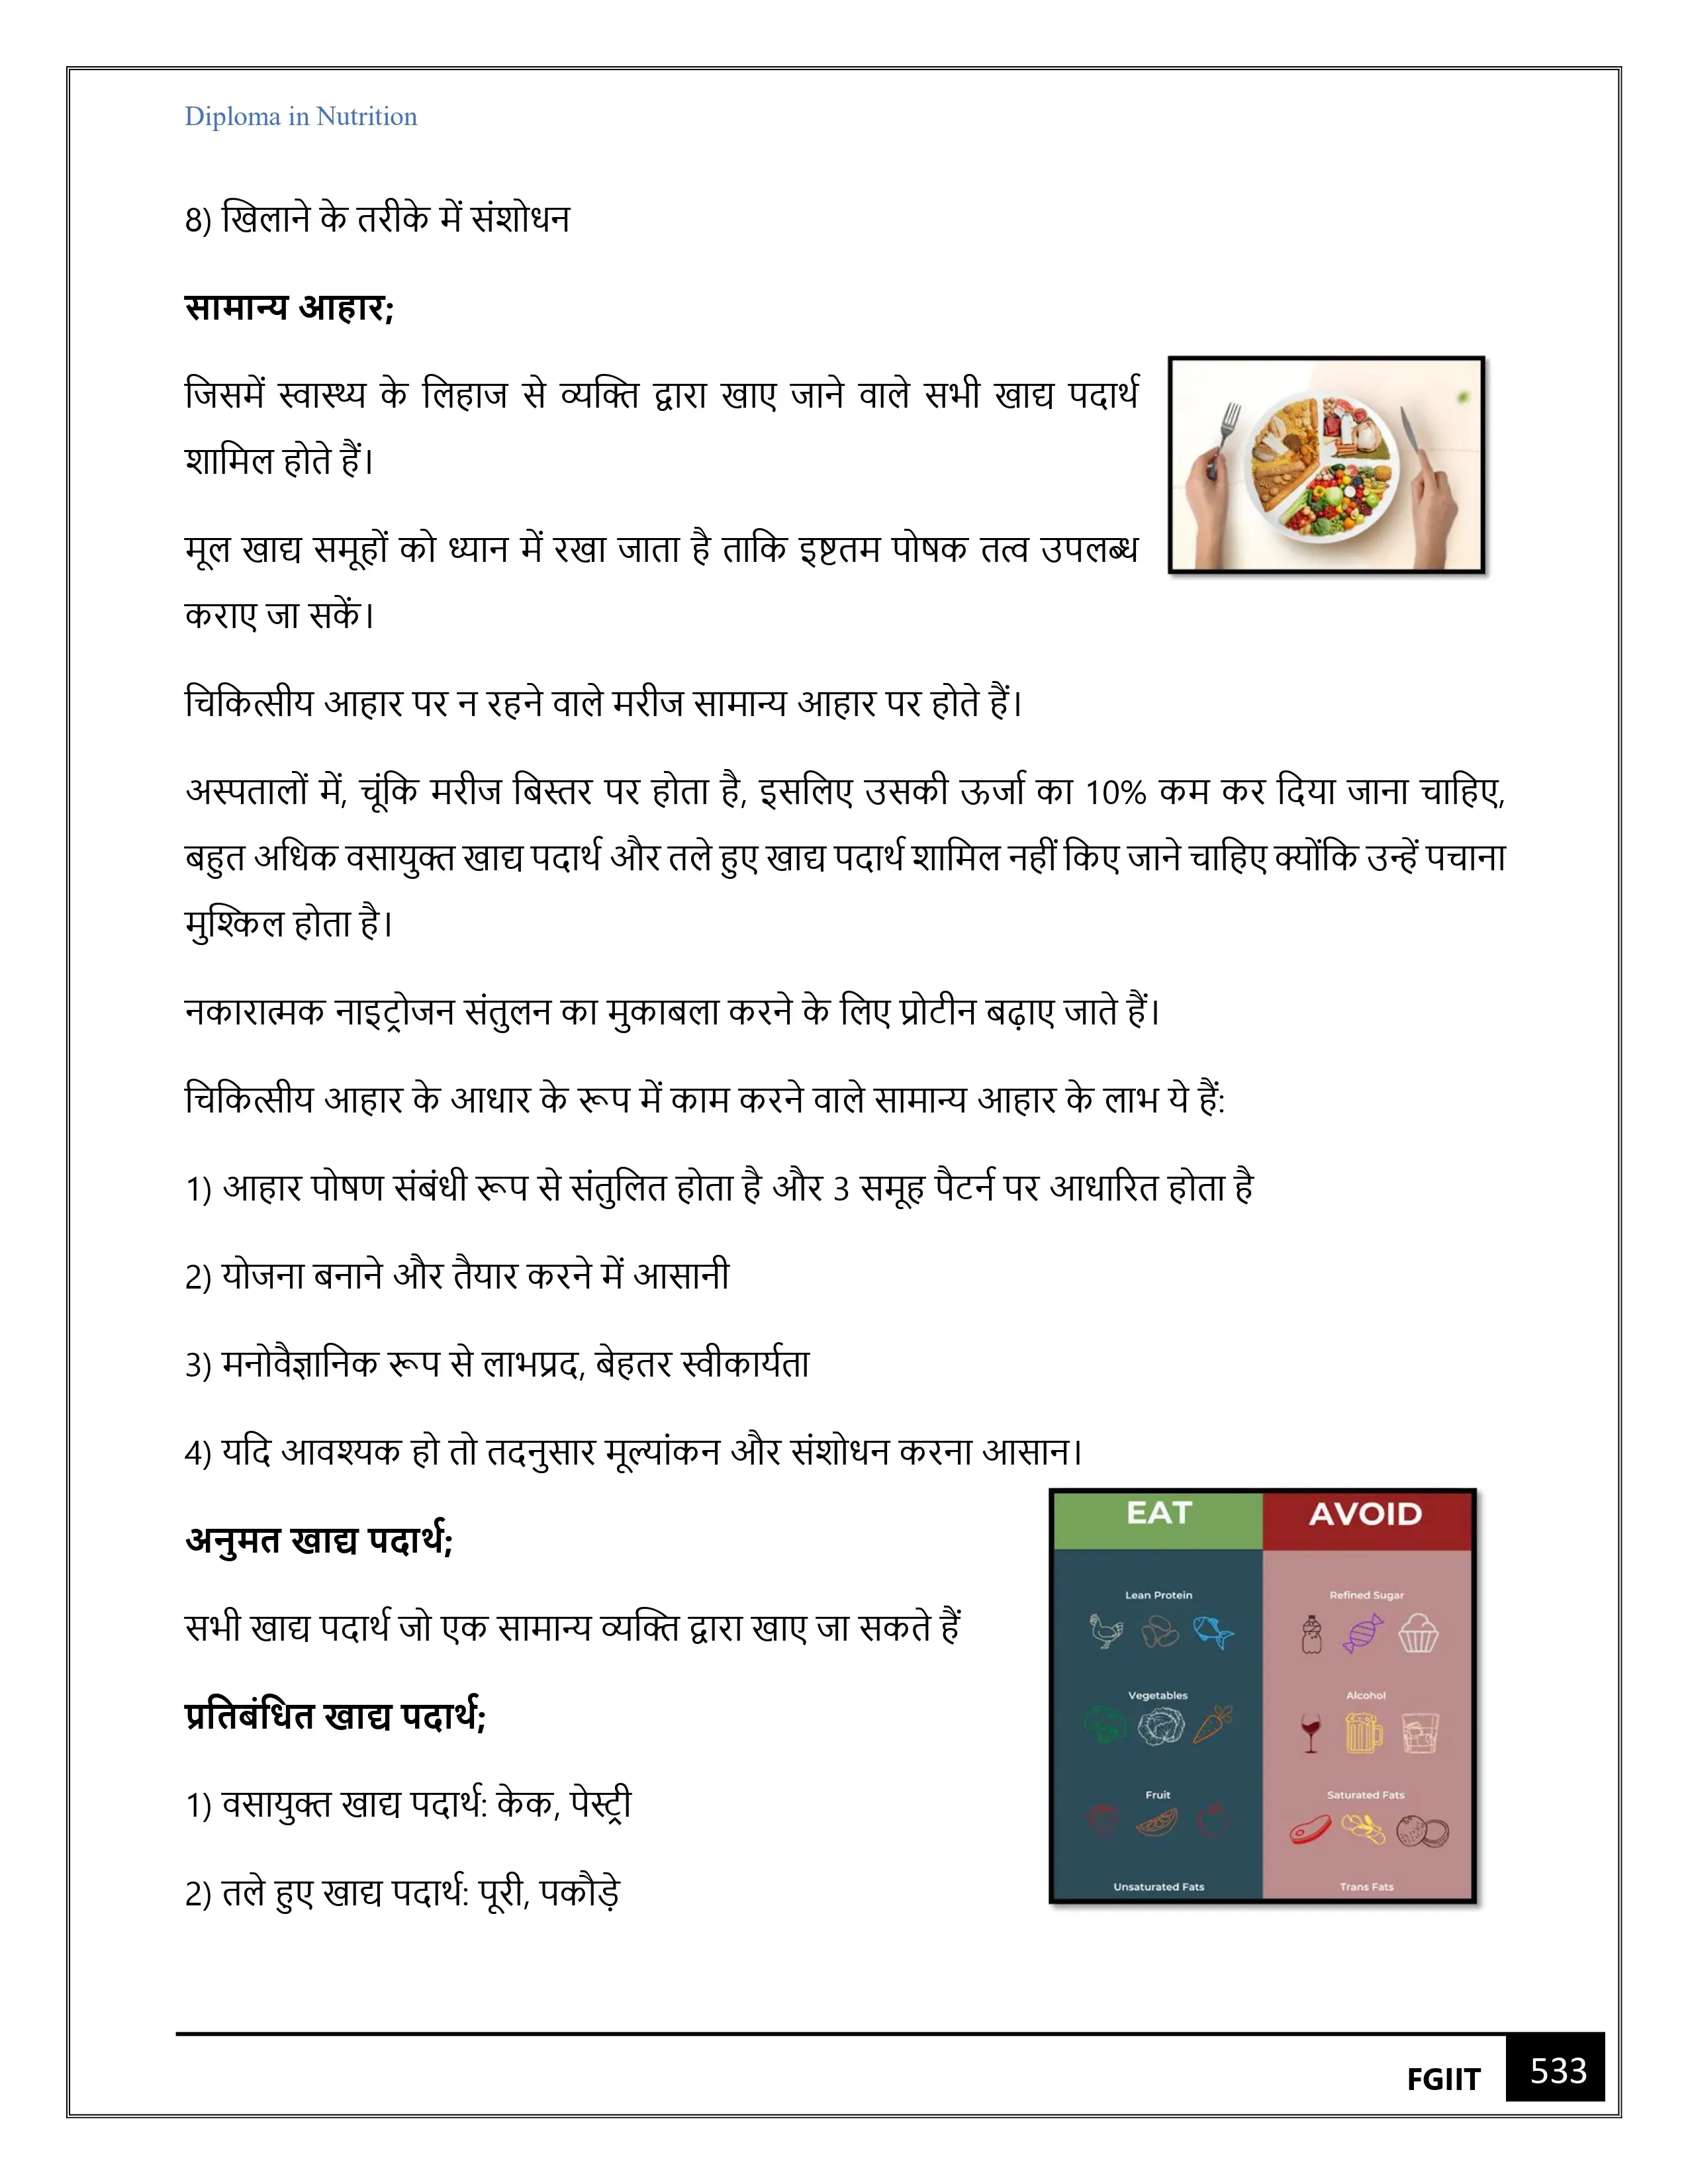 Diploma in Nutrition
8) खिलाने के तरीके में संशोधन
सामान्य आहार;
जिसमें स्वास्थ्य के लिहाज से व्यक्ति द्वारा खाए जाने वाले सभी खाद्य पदार्थ
शामिल होते हैं।
मूल खाद्य समूहों को ध्यान में रखा जाता है ताकि इष्टतम पोषक तत्व उपलब्ध
कराए जा सकें।
चिकित्सीय आहार पर न रहने वाले मरीज सामान्य आहार पर होते हैं।
अस्पतालों में, चूंकि मरीज बिस्तर पर होता है, इसलिए उसकी ऊर्जा का 10% कम कर दिया जाना चाहिए,
बहुत अधिक वसायुक्त खाद्य पदार्थ और तले हुए खाद्य पदार्थ शामिल नहीं किए जाने चाहिए क्योंकि उन्हें पचाना
मुश्किल होता है।
नकारात्मक नाइट्रोजन संतुलन का मुकाबला करने के लिए प्रोटीन बढ़ाए जाते हैं।
चिकित्सीय आहार के आधार के रूप में काम करने वाले सामान्य आहार के लाभ ये हैं:
1) आहार पोषण संबंधी रूप से संतुलित होता है और 3 समूह पैटर्न पर आधारित होता है
2) योजना बनाने और तैयार करने में आसानी
3) मनोवैज्ञानिक रूप से लाभप्रद, बेहतर स्वीकार्यता
4) यदि आवश्यक हो तो तदनुसार मूल्यांकन और संशोधन करना आसान।
अनुमत खाद्य पदार्थ;
सभी खाद्य पदार्थ जो एक सामान्य व्यक्ति द्वारा खाए जा सकते हैं
प्रतिबंधित खाद्य पदार्थ;
1) वसायुक्त खाद्य पदार्थ: केक, पेस्ट्री
2) तले हुए खाद्य पदार्थ: पूरी, पकौड़े
EAT AVOID
Lean Protein Refined Sugar
Vegetables Alcohol
Fruit Saturated Fats
Unsaturated Fats Trans Fats
FGIIT 533